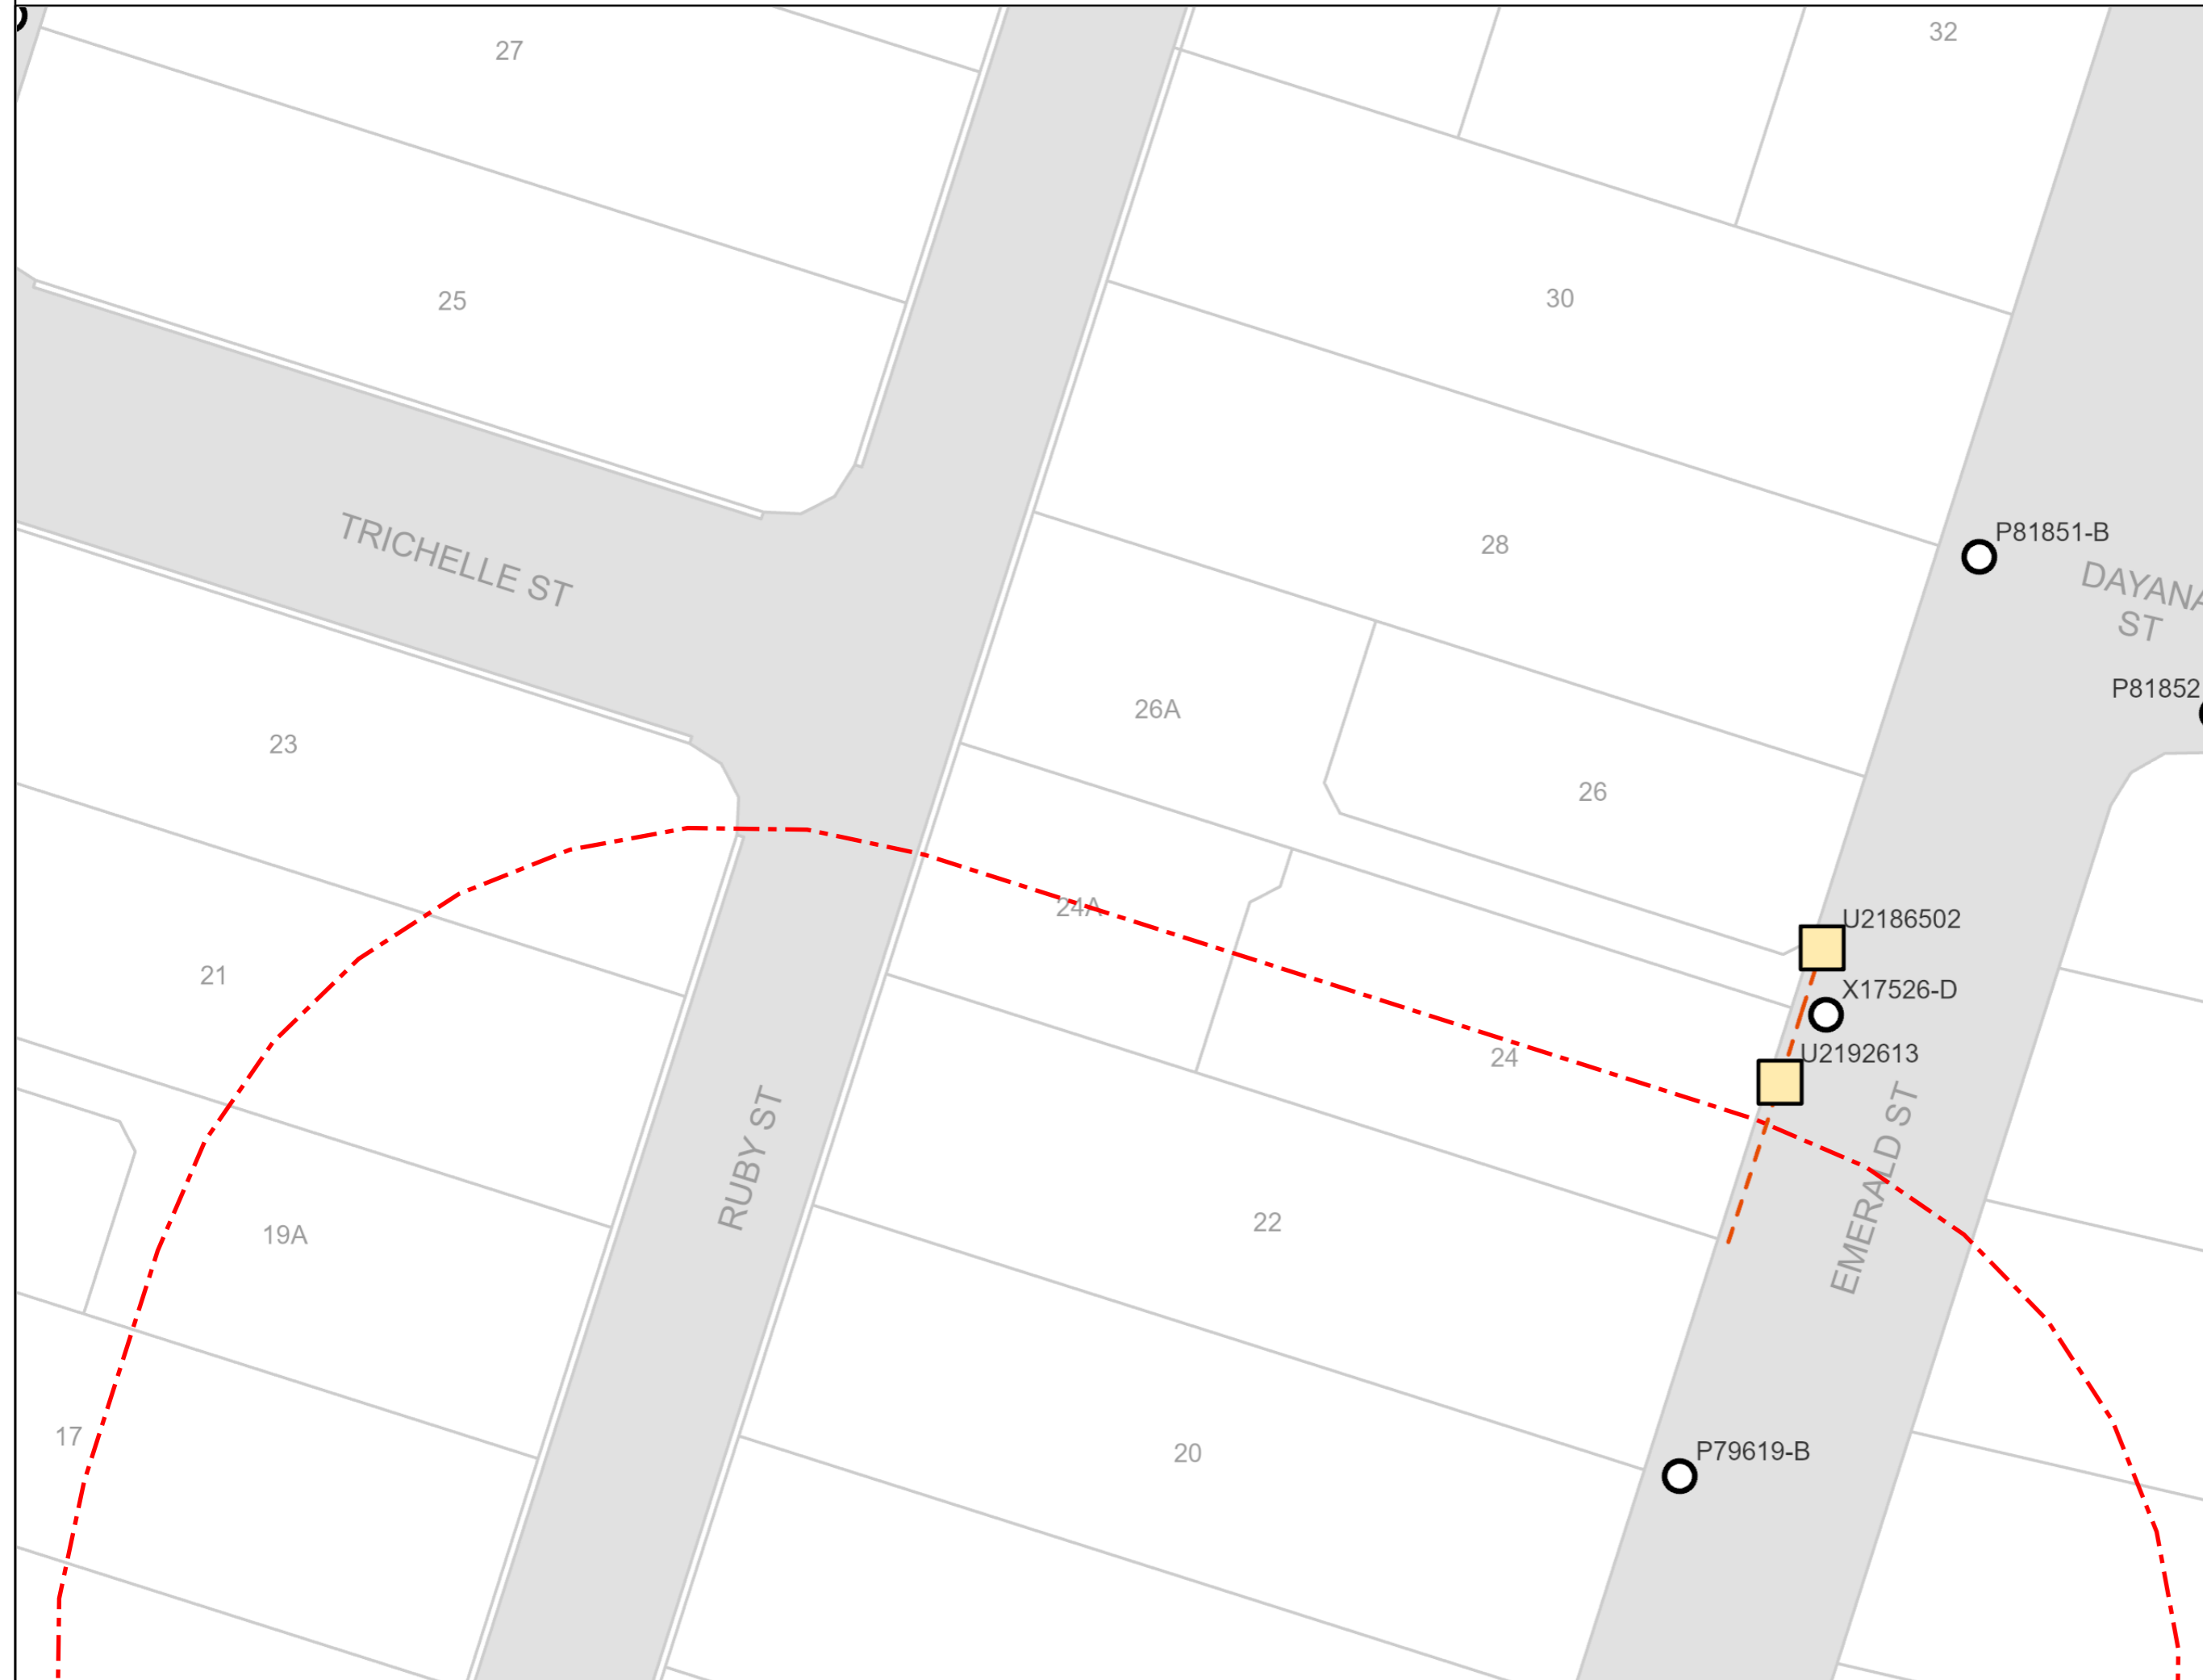 27
32
25
30
TRICHELLE ST
28
P81851-B
DAYANA
ST
P81852
23
26A
26
24A
U2186502
21
X17526-D
24
U2192613
RUBY ST
EMERALD ST
19A
22
17
20
P79619-B